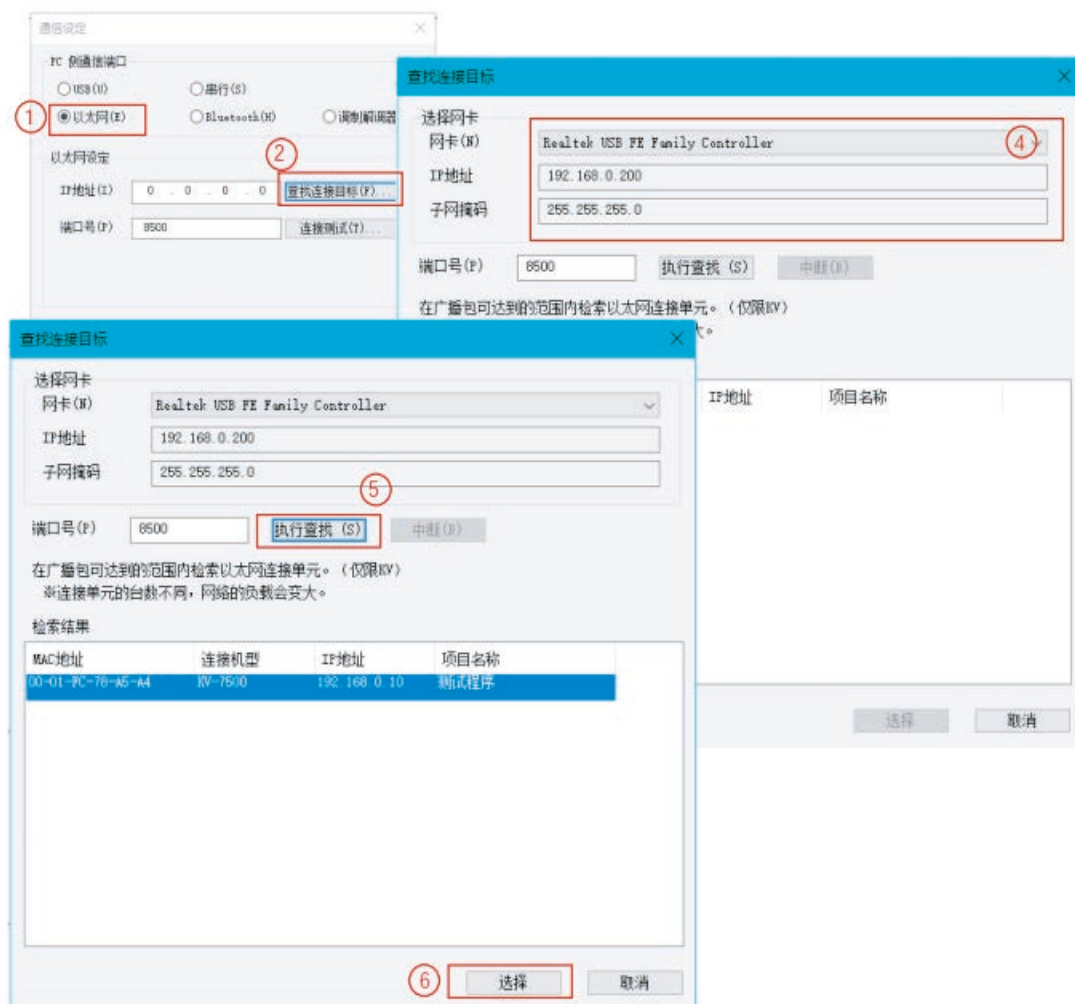 通信设定
PC 侧通信端口
USB(U)
串行(S)
① 以太网(E)
Bluetooth(H)
调制解调器
以太网设定
②
IP地址(I) 0 . 0 . 0 . 0 查找连接目标(F)...
端口号(P) 8500 连接测试(T)...
查找连接目标
选择网卡
网卡(N) Realtek USB FE Family Controller ④
IP地址 192.168.0.200
子网掩码 255.255.255.0
端口号(P) 8500 执行查找 (S) 中断(B)
在广播包可达到的范围内检索以太网连接单元。（仅限KV）
大。
IP地址 项目名称
选择 取消
查找连接目标
选择网卡
网卡(N) Realtek USB FE Family Controller
IP地址 192.168.0.200
子网掩码 255.255.255.0
⑤
端口号(P) 8500 执行查找 (S) 中断(B)
在广播包可达到的范围内检索以太网连接单元。（仅限KV）
※连接单元的台数不同，网络的负载会变大。
检索结果
MAC地址 连接机型 IP地址 项目名称
00-01-FC-78-A5-A4 KV-7500 192.168.0.10 测试程序
⑥ 选择 取消